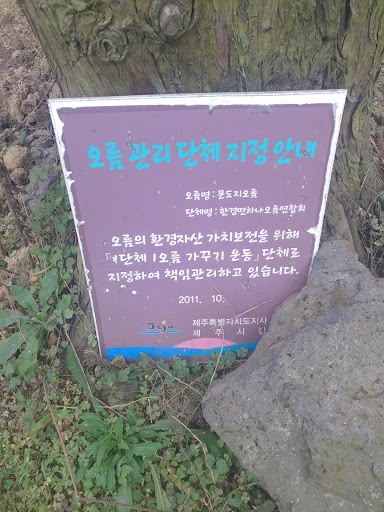 오름 관리 단체 지정 안내
오름명 : 문도지오름
단체명 : 한경면하나오름연합회
오름의 환경자산 가치보전을 위해
「1단체 1오름 가꾸기 운동」단체로
지정하여 책임관리하고 있습니다.
2011. 10.
Jeju 제주특별자치도지사
제 주 시